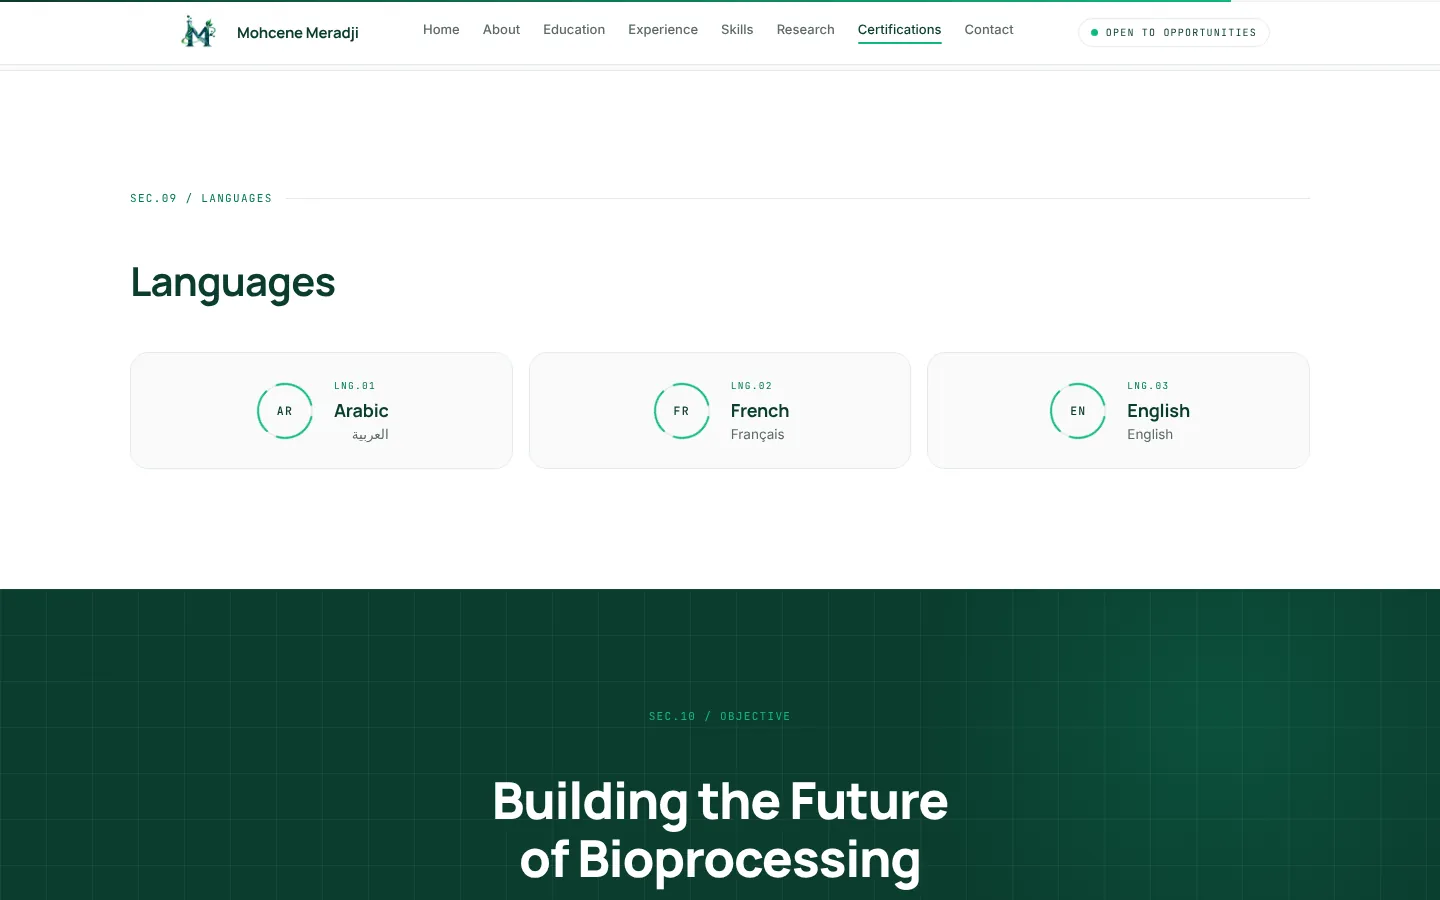 Mohcene Meradji
Home About Education Experience Skills Research Certifications Contact
OPEN TO OPPORTUNITIES
SEC.09 / LANGUAGES
Languages
AR
LNG.01
Arabic
العربية
FR
LNG.02
French
Français
EN
LNG.03
English
English
SEC.10 / OBJECTIVE
Building the Future
of Bioprocessing